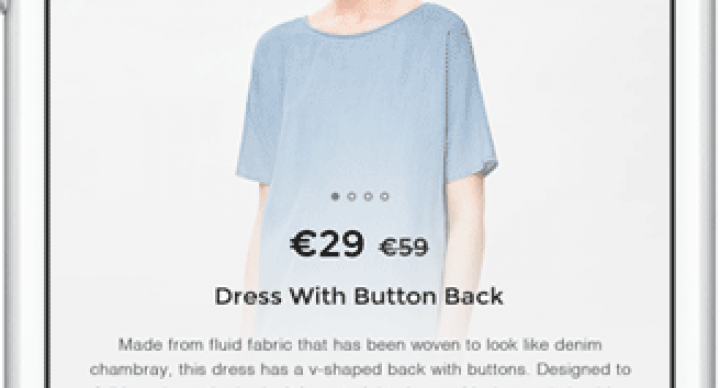 €29 €59
Dress With Button Back
Made from fluid fabric that has been woven to look like denim
chambray, this dress has a v-shaped back with buttons. Designed to